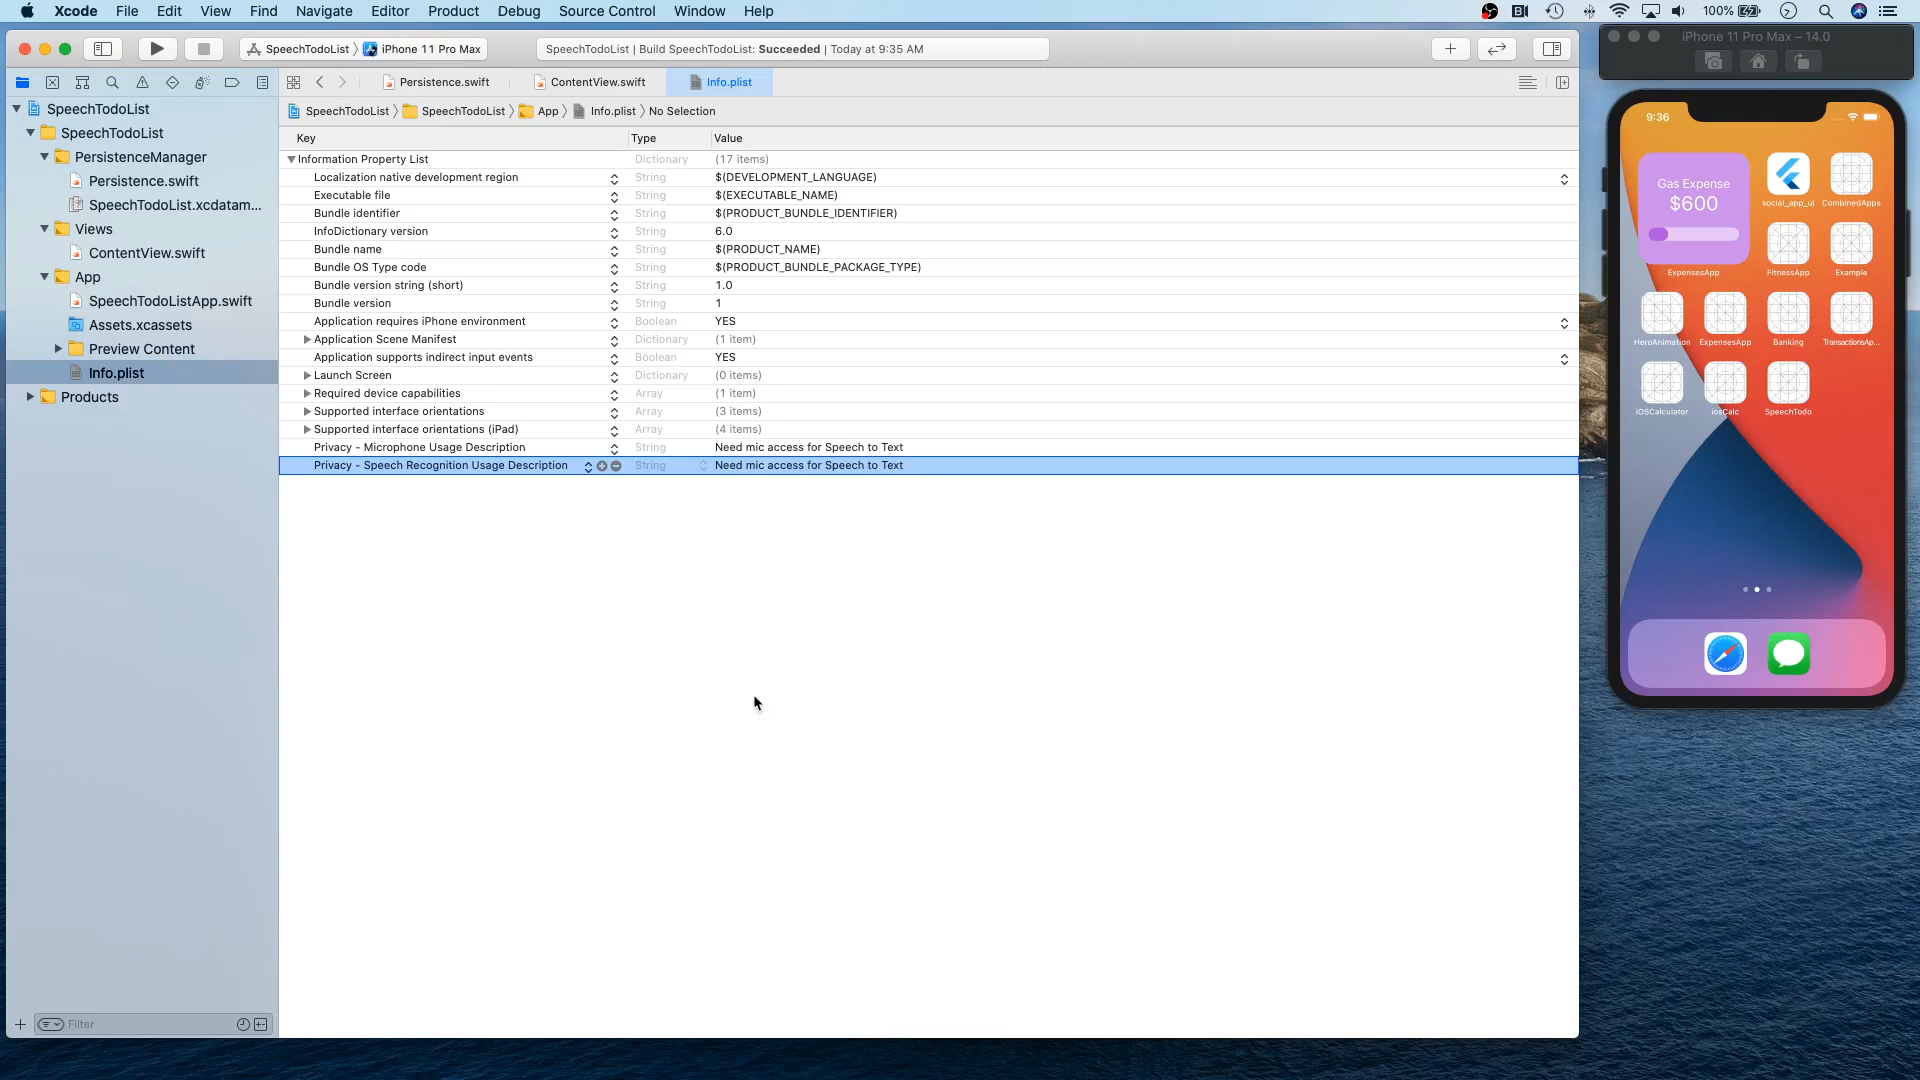 Xcode File Edit View Find Navigate Editor Product Debug Source Control Window Help 100%
SpeechTodoList iPhone 11 Pro Max SpeechTodoList | Build SpeechTodoList: Succeeded | Today at 9:35 AM
iPhone 11 Pro Max – 14.0
Persistence.swift ContentView.swift Info.plist
SpeechTodoList SpeechTodoList App Info.plist No Selection
SpeechTodoList
SpeechTodoList
PersistenceManager
Persistence.swift
SpeechTodoList.xcdatam...
Views
ContentView.swift
App
SpeechTodoListApp.swift
Assets.xcassets
Preview Content
Info.plist
Products
Filter
Key Type Value
Information Property List Dictionary (17 items)
Localization native development region String $(DEVELOPMENT_LANGUAGE)
Executable file String $(EXECUTABLE_NAME)
Bundle identifier String $(PRODUCT_BUNDLE_IDENTIFIER)
InfoDictionary version String 6.0
Bundle name String $(PRODUCT_NAME)
Bundle OS Type code String $(PRODUCT_BUNDLE_PACKAGE_TYPE)
Bundle version string (short) String 1.0
Bundle version String 1
Application requires iPhone environment Boolean YES
Application Scene Manifest Dictionary (1 item)
Application supports indirect input events Boolean YES
Launch Screen Dictionary (0 items)
Required device capabilities Array (1 item)
Supported interface orientations Array (3 items)
Supported interface orientations (iPad) Array (4 items)
Privacy - Microphone Usage Description String Need mic access for Speech to Text
Privacy - Speech Recognition Usage Description String Need mic access for Speech to Text
9:36
Gas Expense
$600
social_app_ui CombinedApps
ExpensesApp FitnessApp Example
HeroAnimation ExpensesApp Banking TransactionsAp...
iOSCalculator iosCalc SpeechTodo